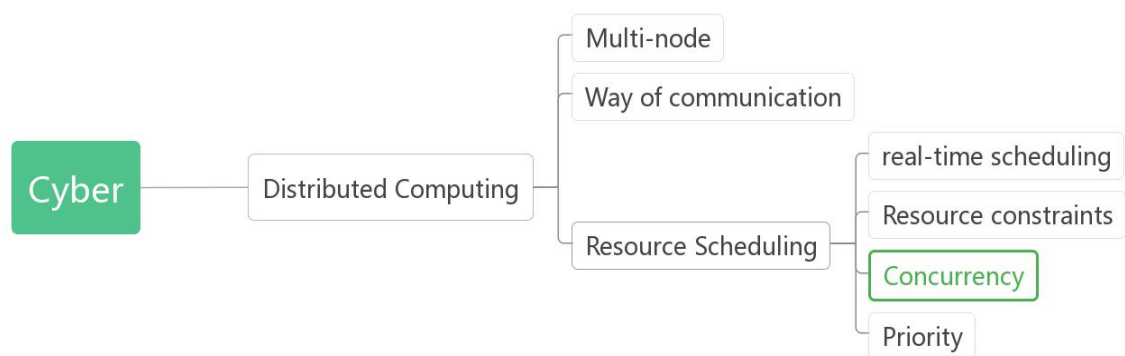 Cyber
Distributed Computing
Multi-node
Way of communication
Resource Scheduling
real-time scheduling
Resource constraints
Concurrency
Priority